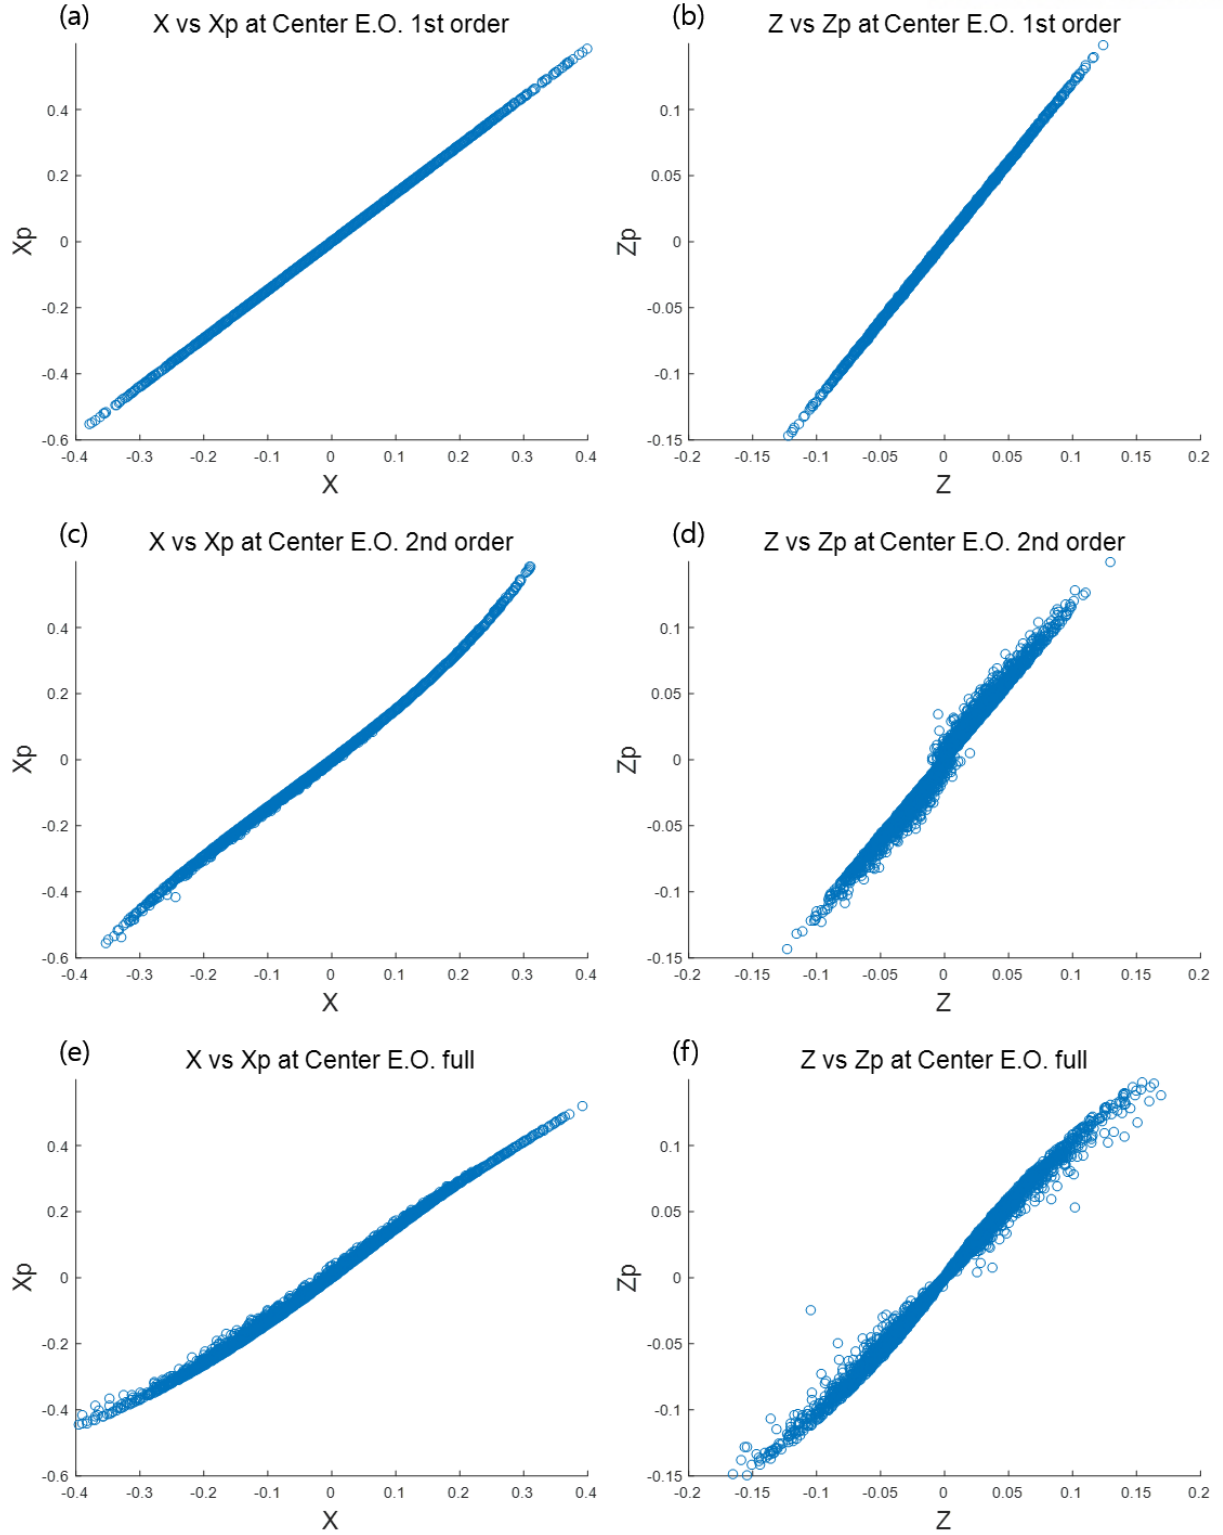 (a)
X vs Xp at Center E.O. 1st order
0.4
0.2
0
-0.2
-0.4
-0.6
Xp
-0.4 -0.3 -0.2 -0.1 0 0.1 0.2 0.3 0.4
X
(b)
Z vs Zp at Center E.O. 1st order
0.1
0.05
0
-0.05
-0.1
-0.15
Zp
-0.2 -0.15 -0.1 -0.05 0 0.05 0.1 0.15 0.2
Z
(c)
X vs Xp at Center E.O. 2nd order
0.4
0.2
0
-0.2
-0.4
-0.6
Xp
-0.4 -0.3 -0.2 -0.1 0 0.1 0.2 0.3 0.4
X
(d)
Z vs Zp at Center E.O. 2nd order
0.1
0.05
0
-0.05
-0.1
-0.15
Zp
-0.2 -0.15 -0.1 -0.05 0 0.05 0.1 0.15 0.2
Z
(e)
X vs Xp at Center E.O. full
0.4
0.2
0
-0.2
-0.4
-0.6
Xp
-0.4 -0.3 -0.2 -0.1 0 0.1 0.2 0.3 0.4
X
(f)
Z vs Zp at Center E.O. full
0.1
0.05
0
-0.05
-0.1
-0.15
Zp
-0.2 -0.15 -0.1 -0.05 0 0.05 0.1 0.15 0.2
Z